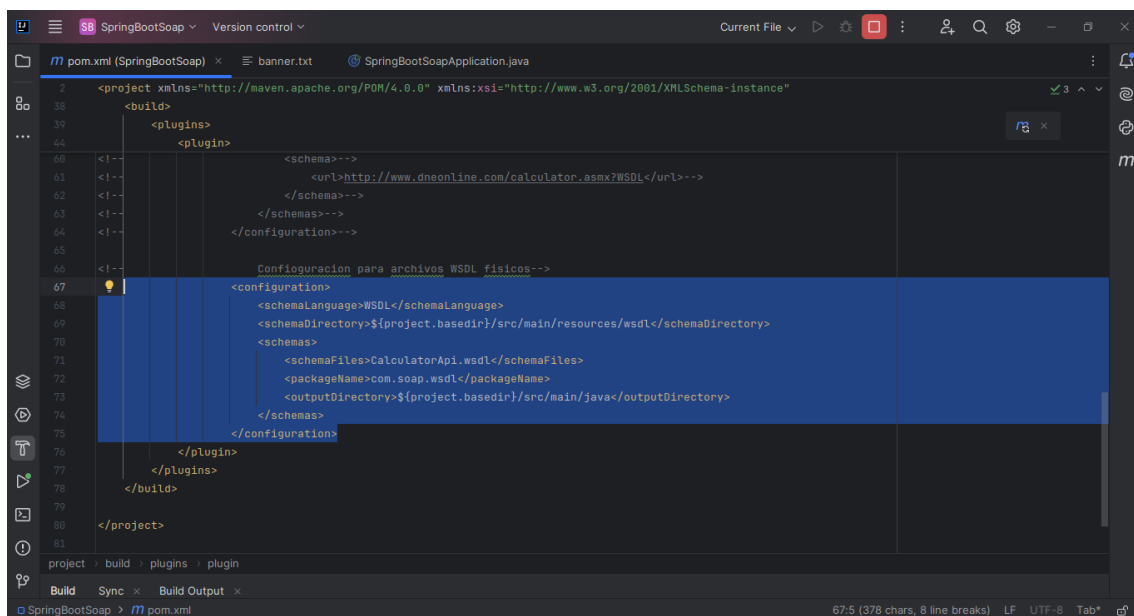 SB SpringBootSoap Version control Current File
pom.xml (SpringBootSoap) banner.txt SpringBootSoapApplication.java
2 <project xmlns="http://maven.apache.org/POM/4.0.0" xmlns:xsi="http://www.w3.org/2001/XMLSchema-instance" 3
38 <build>
39 <plugins>
44 <plugin>
60 <!-- <schema>-->
61 <!-- <url>http://www.dneonline.com/calculator.asmx?WSDL</url>-->
62 <!-- </schema>-->
63 <!-- </schemas>-->
64 <!-- </configuration>-->
65
66 <!-- Confioguracion para archivos WSDL fisicos-->
67 <configuration>
68 <schemaLanguage>WSDL</schemaLanguage>
69 <schemaDirectory>${project.basedir}/src/main/resources/wsdl</schemaDirectory>
70 <schemas>
71 <schemaFiles>CalculatorApi.wsdl</schemaFiles>
72 <packageName>com.soap.wsdl</packageName>
73 <outputDirectory>${project.basedir}/src/main/java</outputDirectory>
74 </schemas>
75 </configuration>
76 </plugin>
77 </plugins>
78 </build>
79
80 </project>
81
project > build > plugins > plugin
Build Sync Build Output
SpringBootSoap > pom.xml 67:5 (378 chars, 8 line breaks) LF UTF-8 Tab*